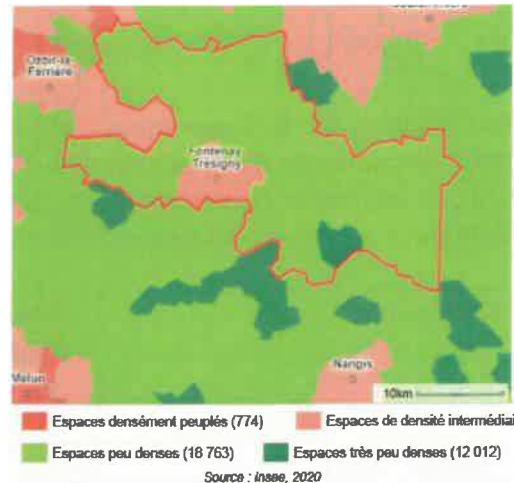 Ozoir-la-
Ferrière
Fontenay
Trésigny
Melun
Nangis
10km
Espaces densément peuplés (774)
Espaces de densité intermédiai
Espaces peu denses (18 763)
Espaces très peu denses (12 012)
Source : Insee, 2020